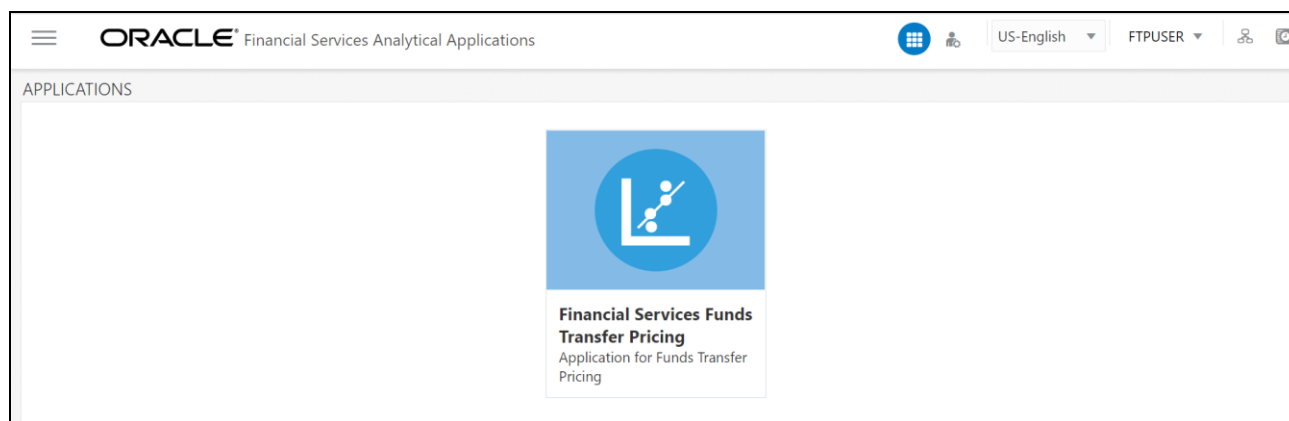 ORACLE® Financial Services Analytical Applications US-English FTPUSER
APPLICATIONS
Financial Services Funds
Transfer Pricing
Application for Funds Transfer
Pricing